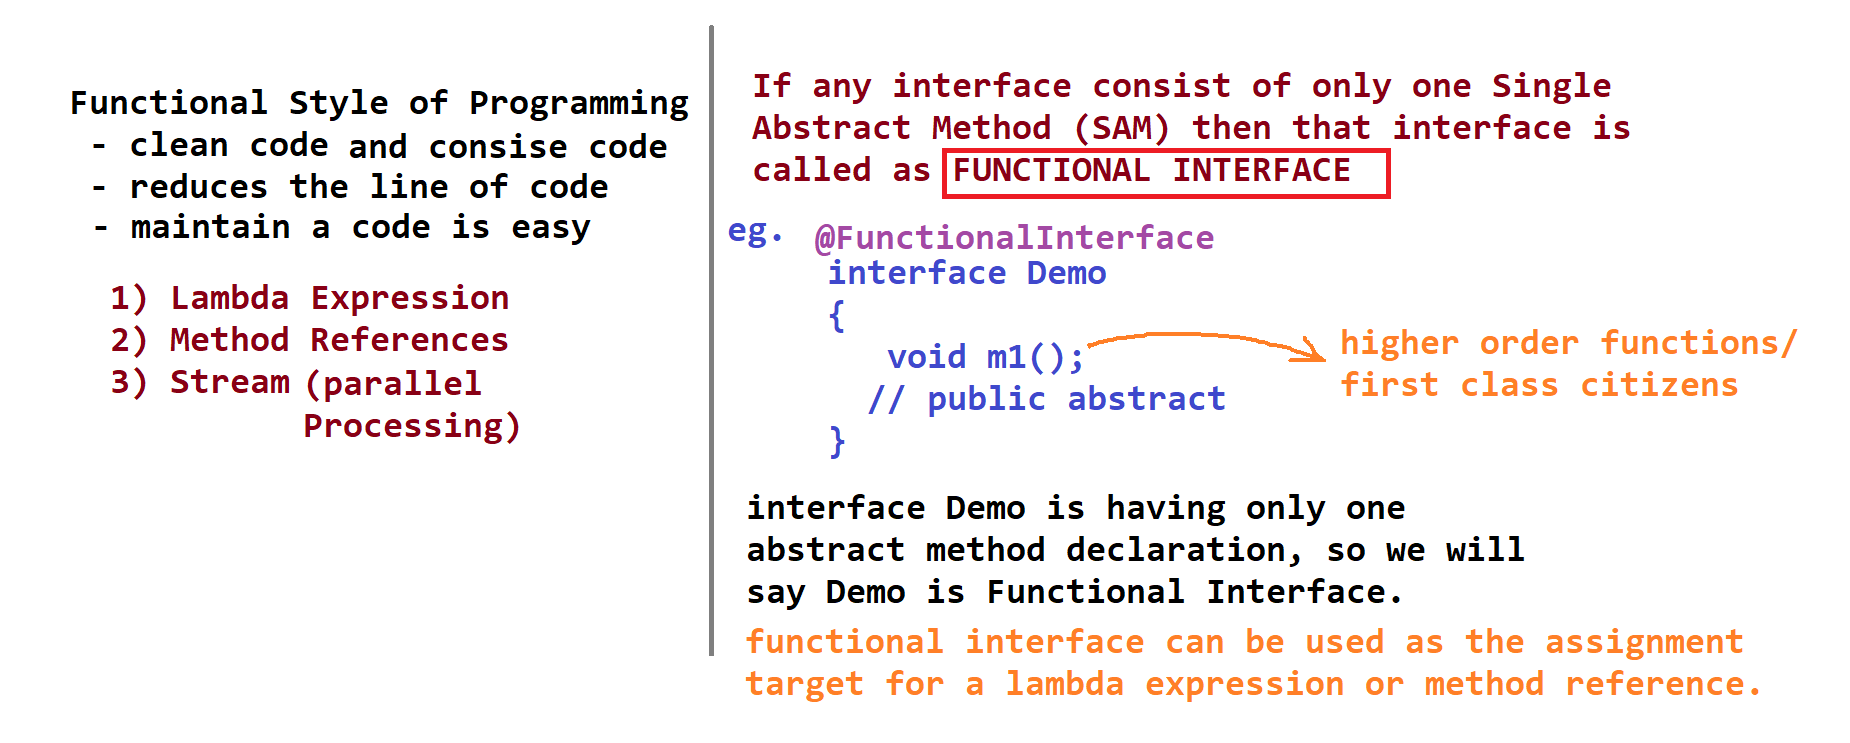 Functional Style of Programming
- clean code and consise code
- reduces the line of code
- maintain a code is easy
1) Lambda Expression
2) Method References
3) Stream (parallel
Processing)
If any interface consist of only one Single
Abstract Method (SAM) then that interface is
called as FUNCTIONAL INTERFACE
eg. @FunctionalInterface
interface Demo
{
void m1();
// public abstract
}
higher order functions/
first class citizens
interface Demo is having only one
abstract method declaration, so we will
say Demo is Functional Interface.
functional interface can be used as the assignment
target for a lambda expression or method reference.